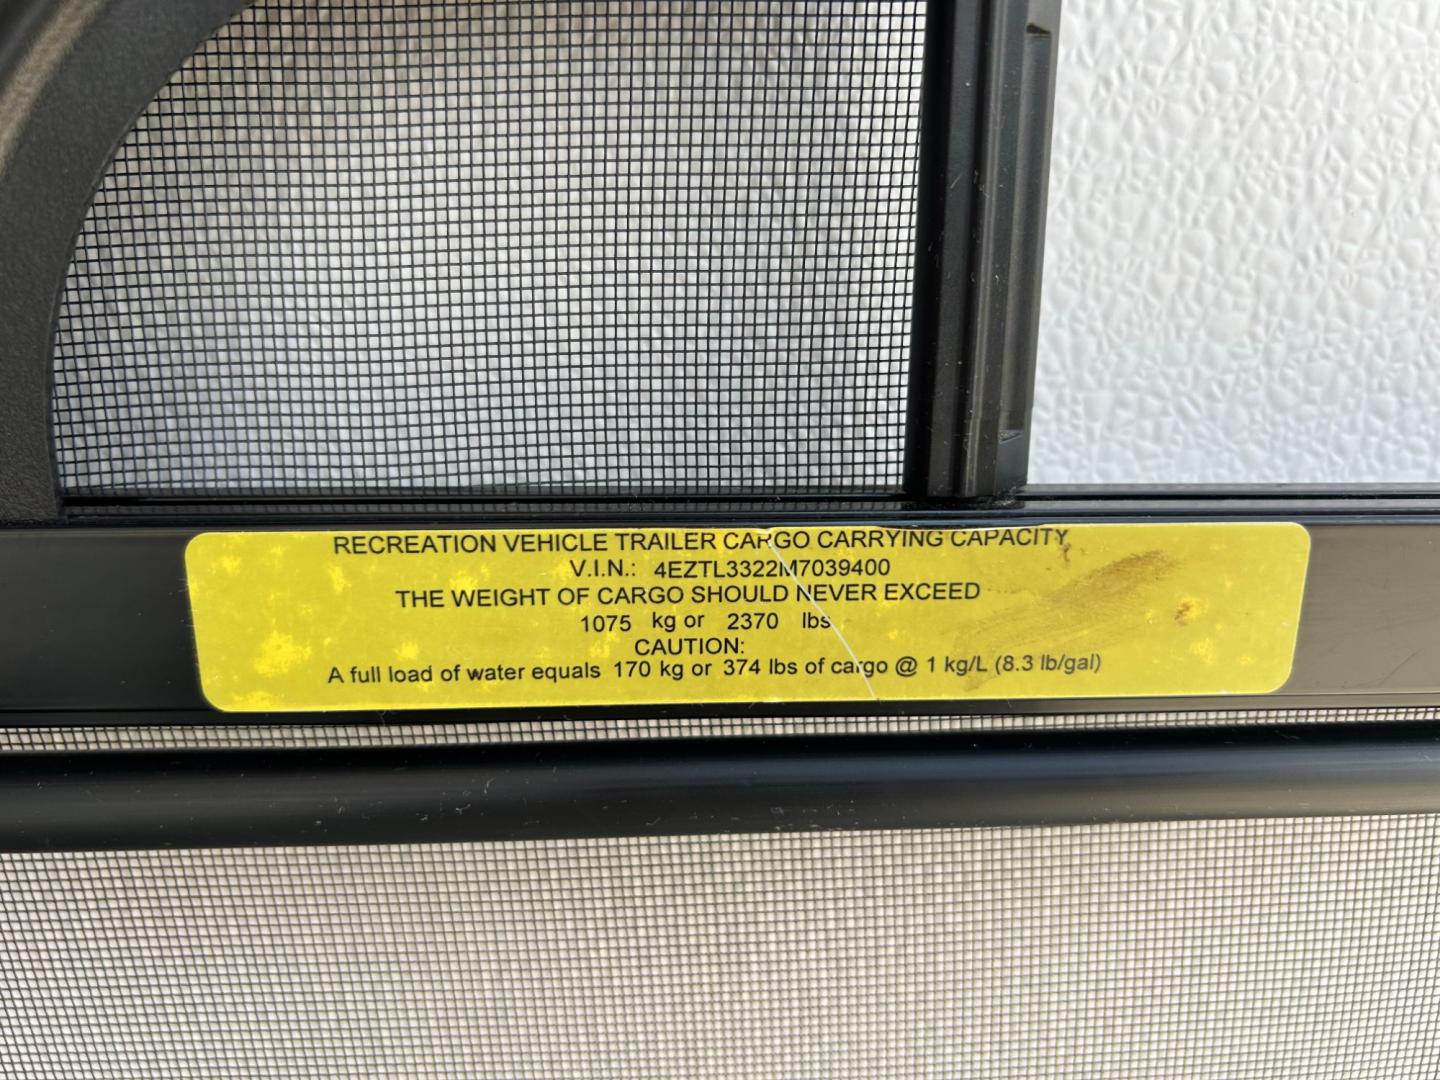 RECREATION VEHICLE TRAILER CARGO CARRYING CAPACITY
V.I.N.: 4EZTL3322M7039400
THE WEIGHT OF CARGO SHOULD NEVER EXCEED
1075 kg or 2370 lbs
CAUTION:
A full load of water equals 170 kg or 374 lbs of cargo @ 1 kg/L (8.3 lb/gal)